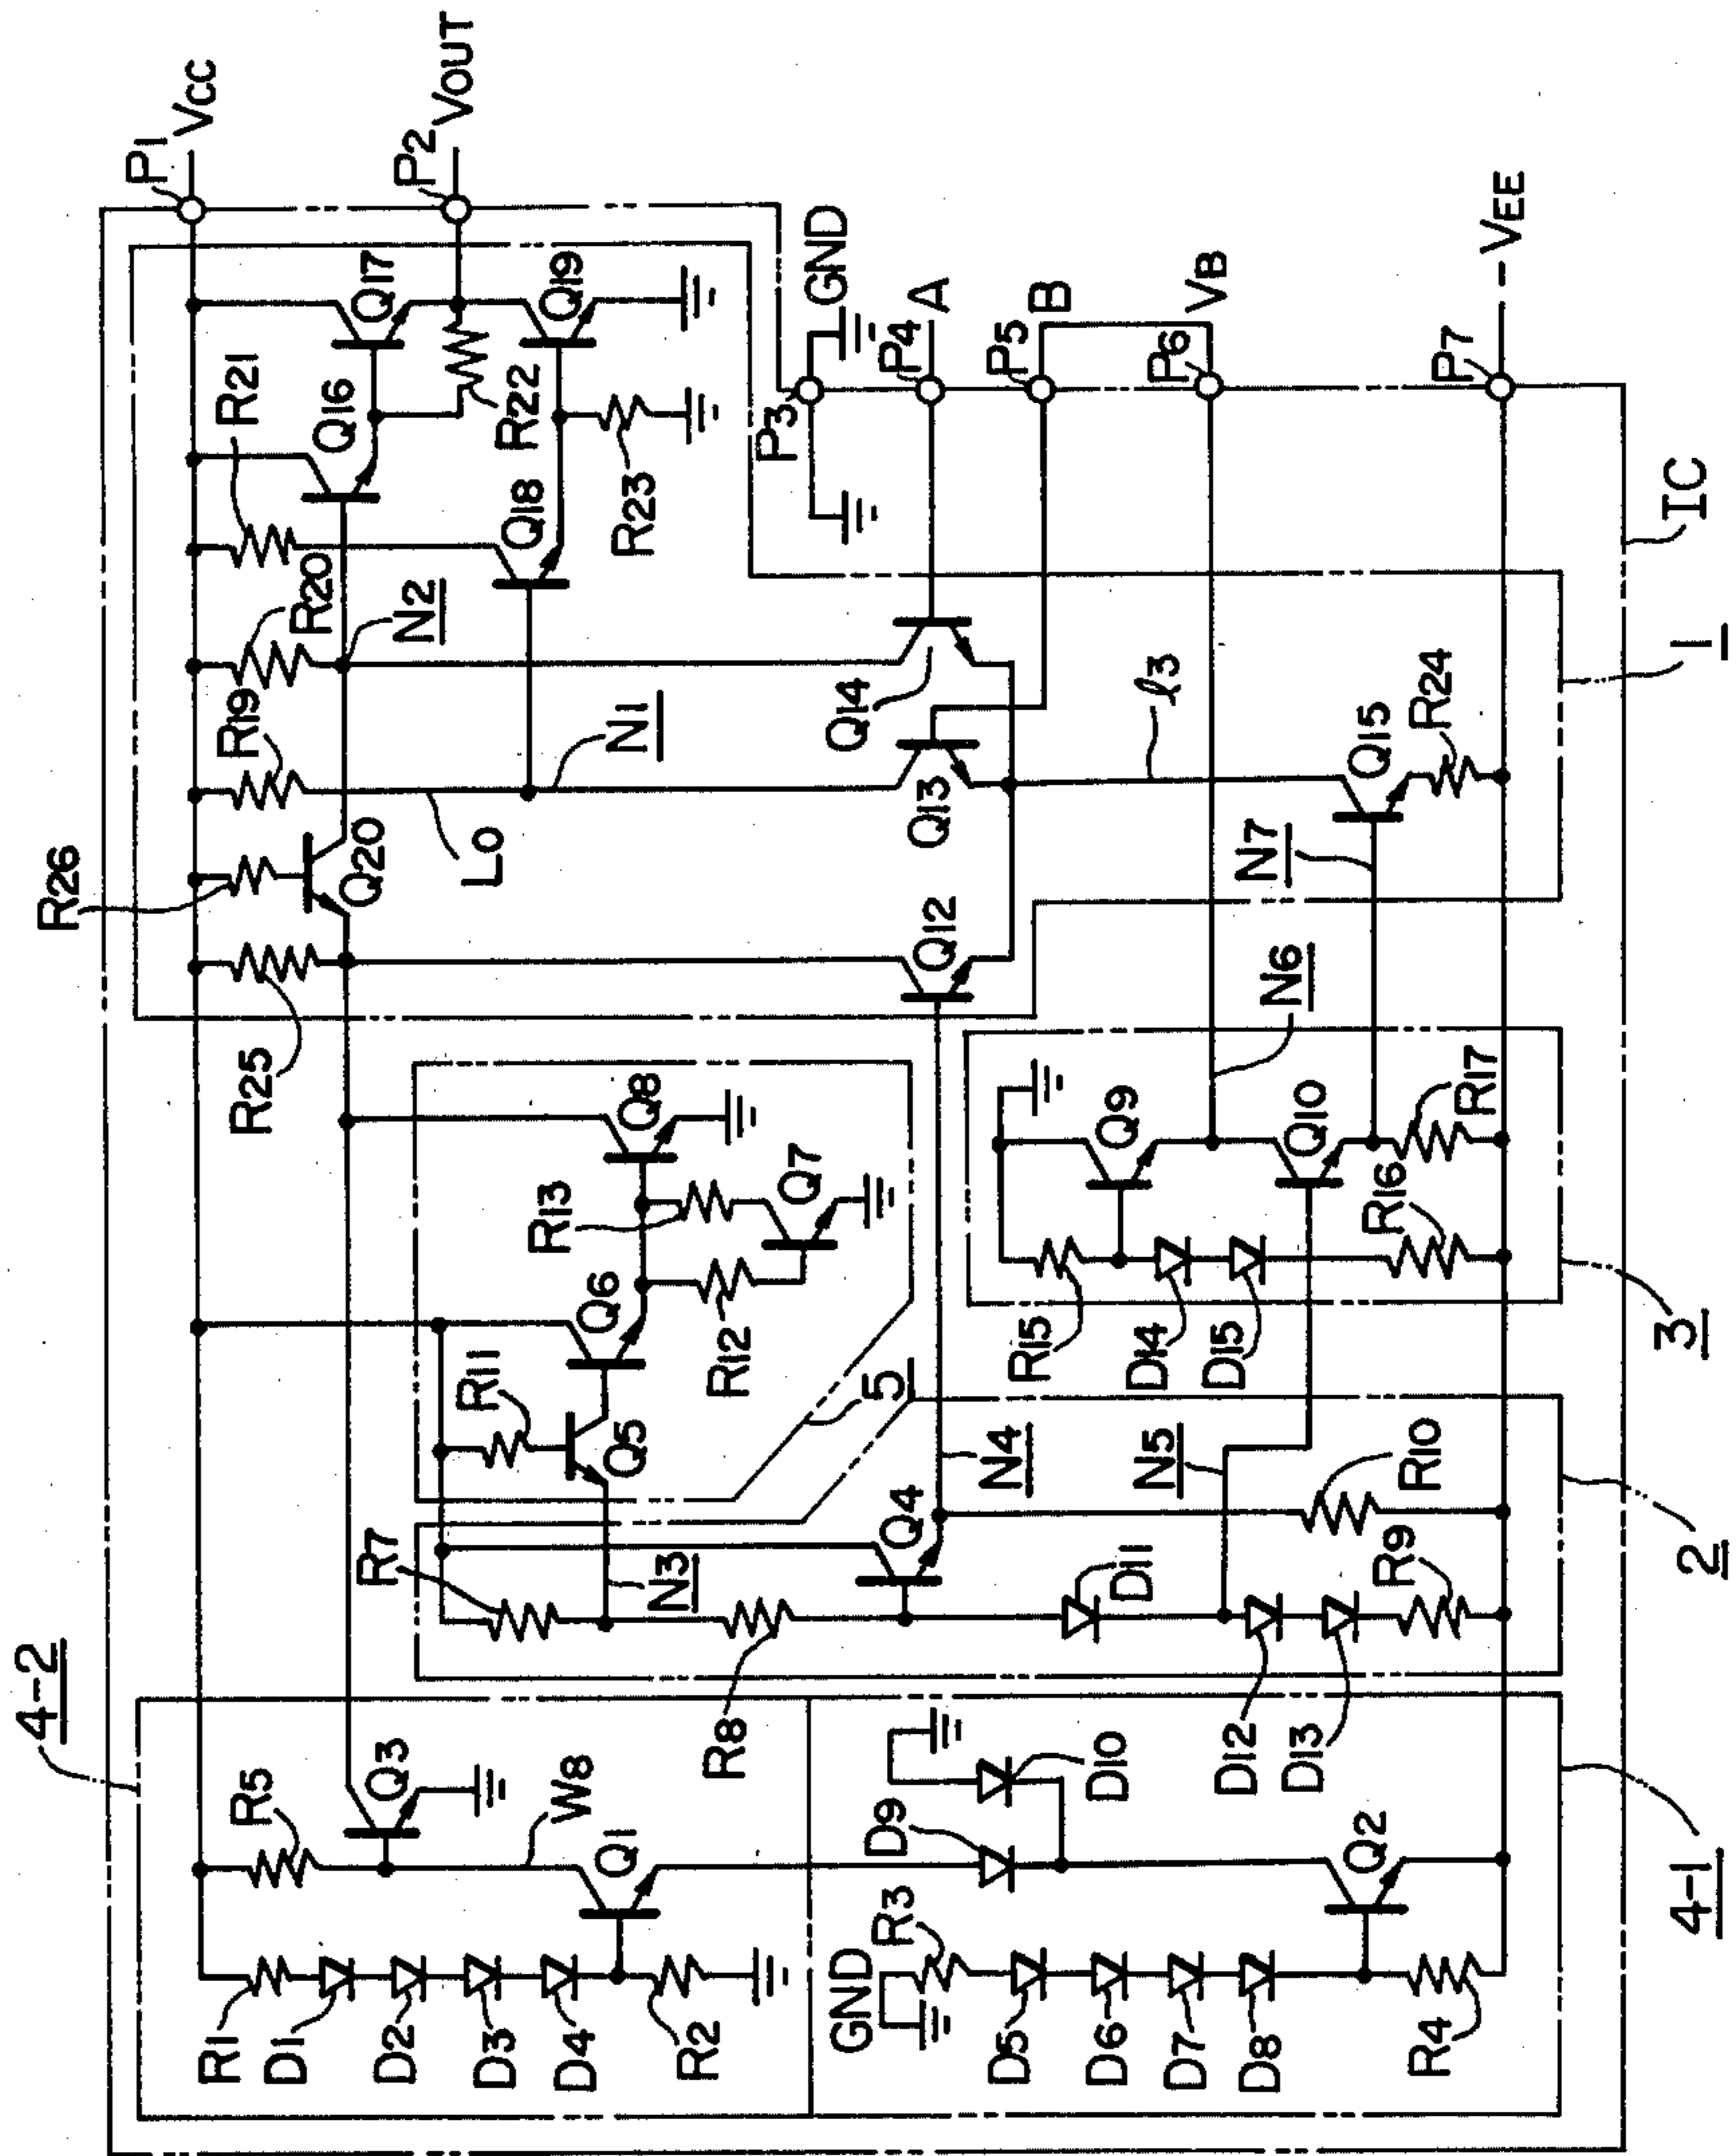 P1
VCC
P2
VOUT
R21
Q16
Q17
R22
Q19
Q18
R23
P3
GND
P4
A
P5
B
P6
VB
P7
-VEE
IC
1
R26
R20
N2
R19
N1
L0
Q20
R25
Q14
Q13
Q12
ℓ3
Q15
R24
N7
N6
Q8
R13
Q7
Q6
R12
R11
Q5
5
Q9
Q10
R17
R16
R15
D14
D15
3
R7
N3
R8
Q4
N4
N5
D11
R10
R9
D12
D13
2
4-2
R5
Q3
W8
Q1
R1
D1
D2
D3
D4
R2
D9
D10
Q2
GND
R3
D5
D6
D7
D8
R4
4-1